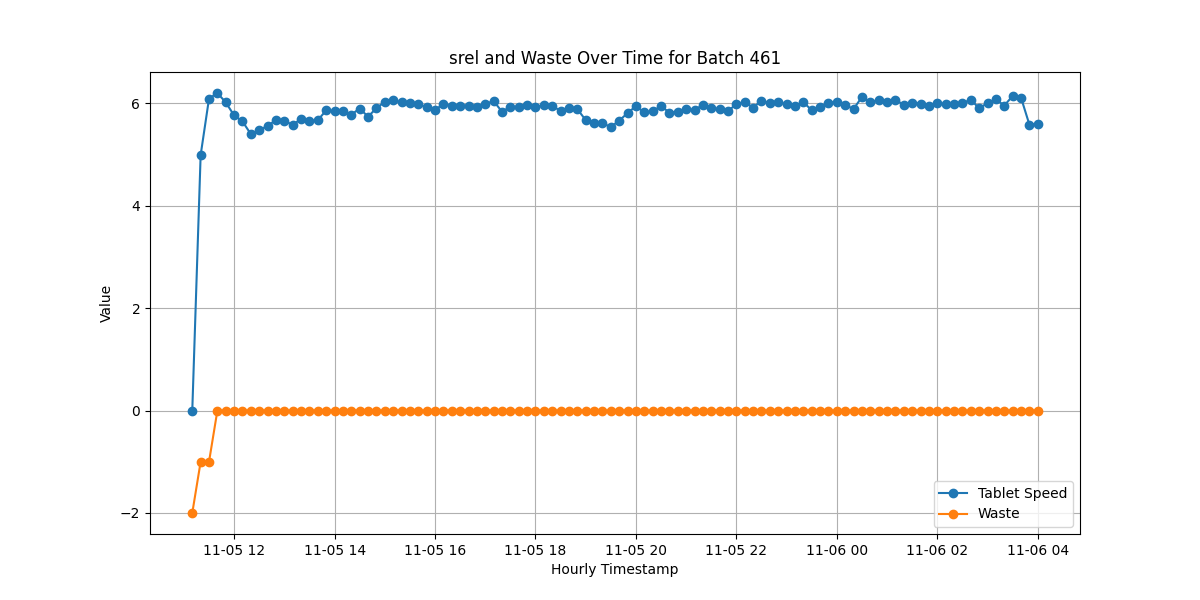 srel and Waste Over Time for Batch 461
Value
6
4
2
0
−2
11-05 12 11-05 14 11-05 16 11-05 18 11-05 20 11-05 22 11-06 00 11-06 02 11-06 04
Hourly Timestamp
Tablet Speed
Waste